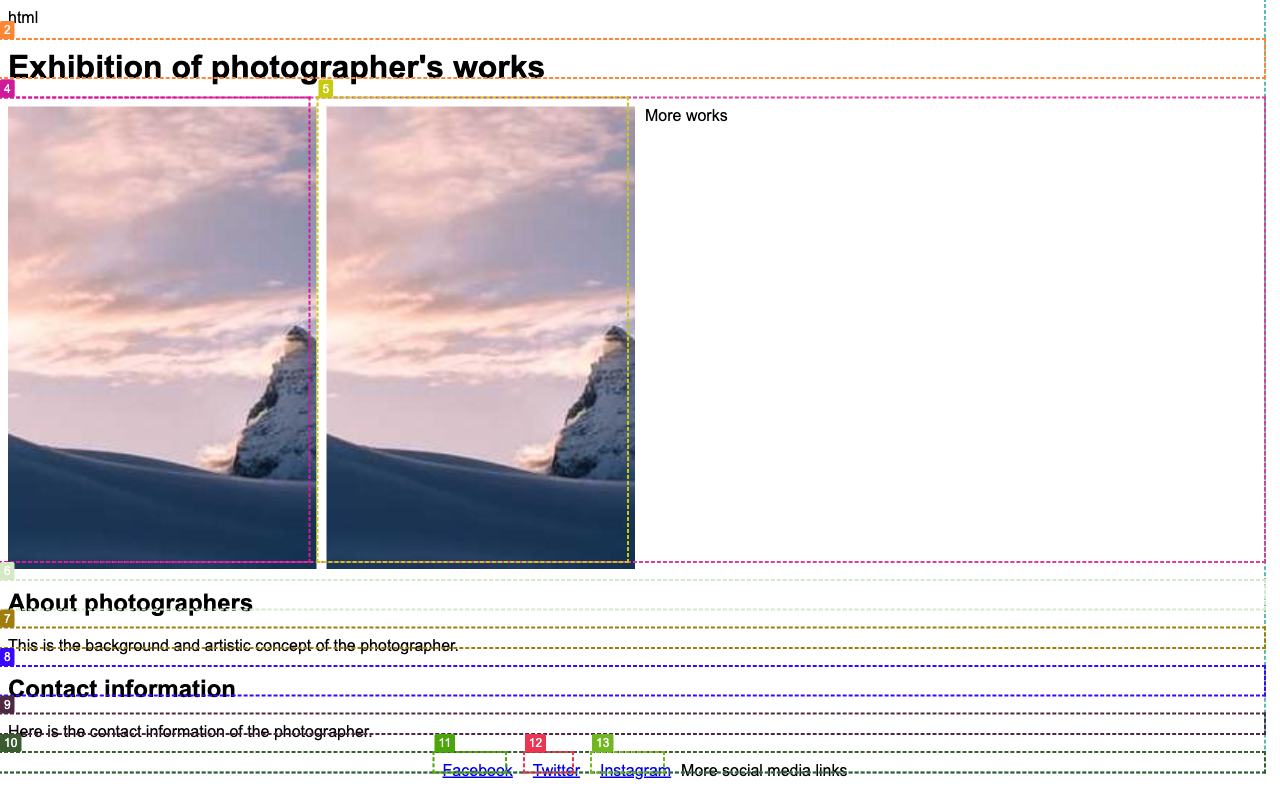 html
2
Exhibition of photographer's works
4
5
More works
6
About photographers
7
This is the background and artistic concept of the photographer.
8
Contact information
9
Here is the contact information of the photographer.
10
11
12
13
Facebook Twitter Instagram More social media links